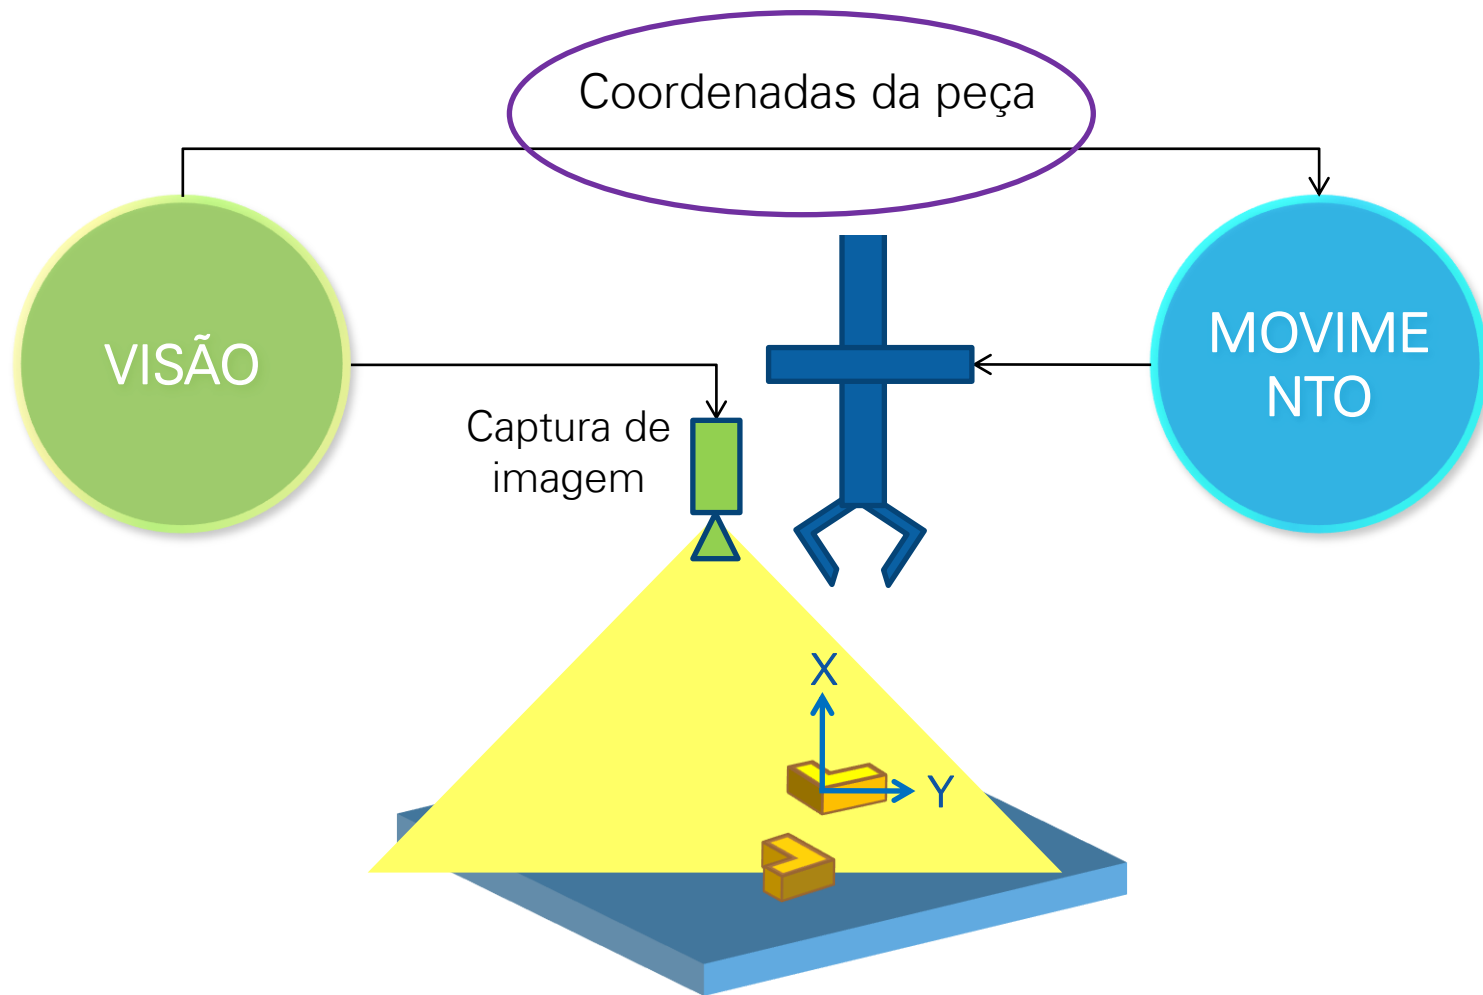 Coordenadas da peça
VISÃO
MOVIME
NTO
Captura de
imagem
X
Y